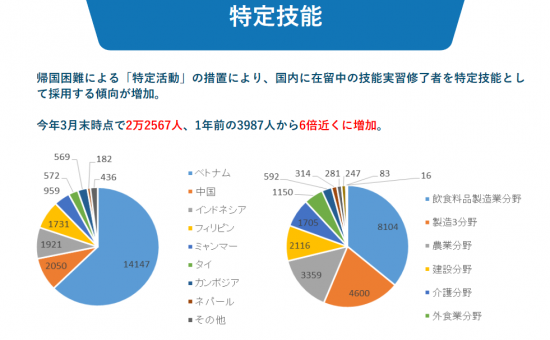 特定技能
帰国困難による「特定活動」の措置により、国内に在留中の技能実習修了者を特定技能とし
て採用する傾向が増加。
今年3月末時点で2万2567人、1年前の3987人から6倍近くに増加。
569
182
572
436
959
1731
1921
2050
14147
ベトナム
中国
インドネシア
フィリピン
ミャンマー
タイ
カンボジア
ネパール
その他
314
281
247
83
592
16
1150
1705
2116
3359
4600
8104
飲食料品製造業分野
製造3分野
農業分野
建設分野
介護分野
外食業分野